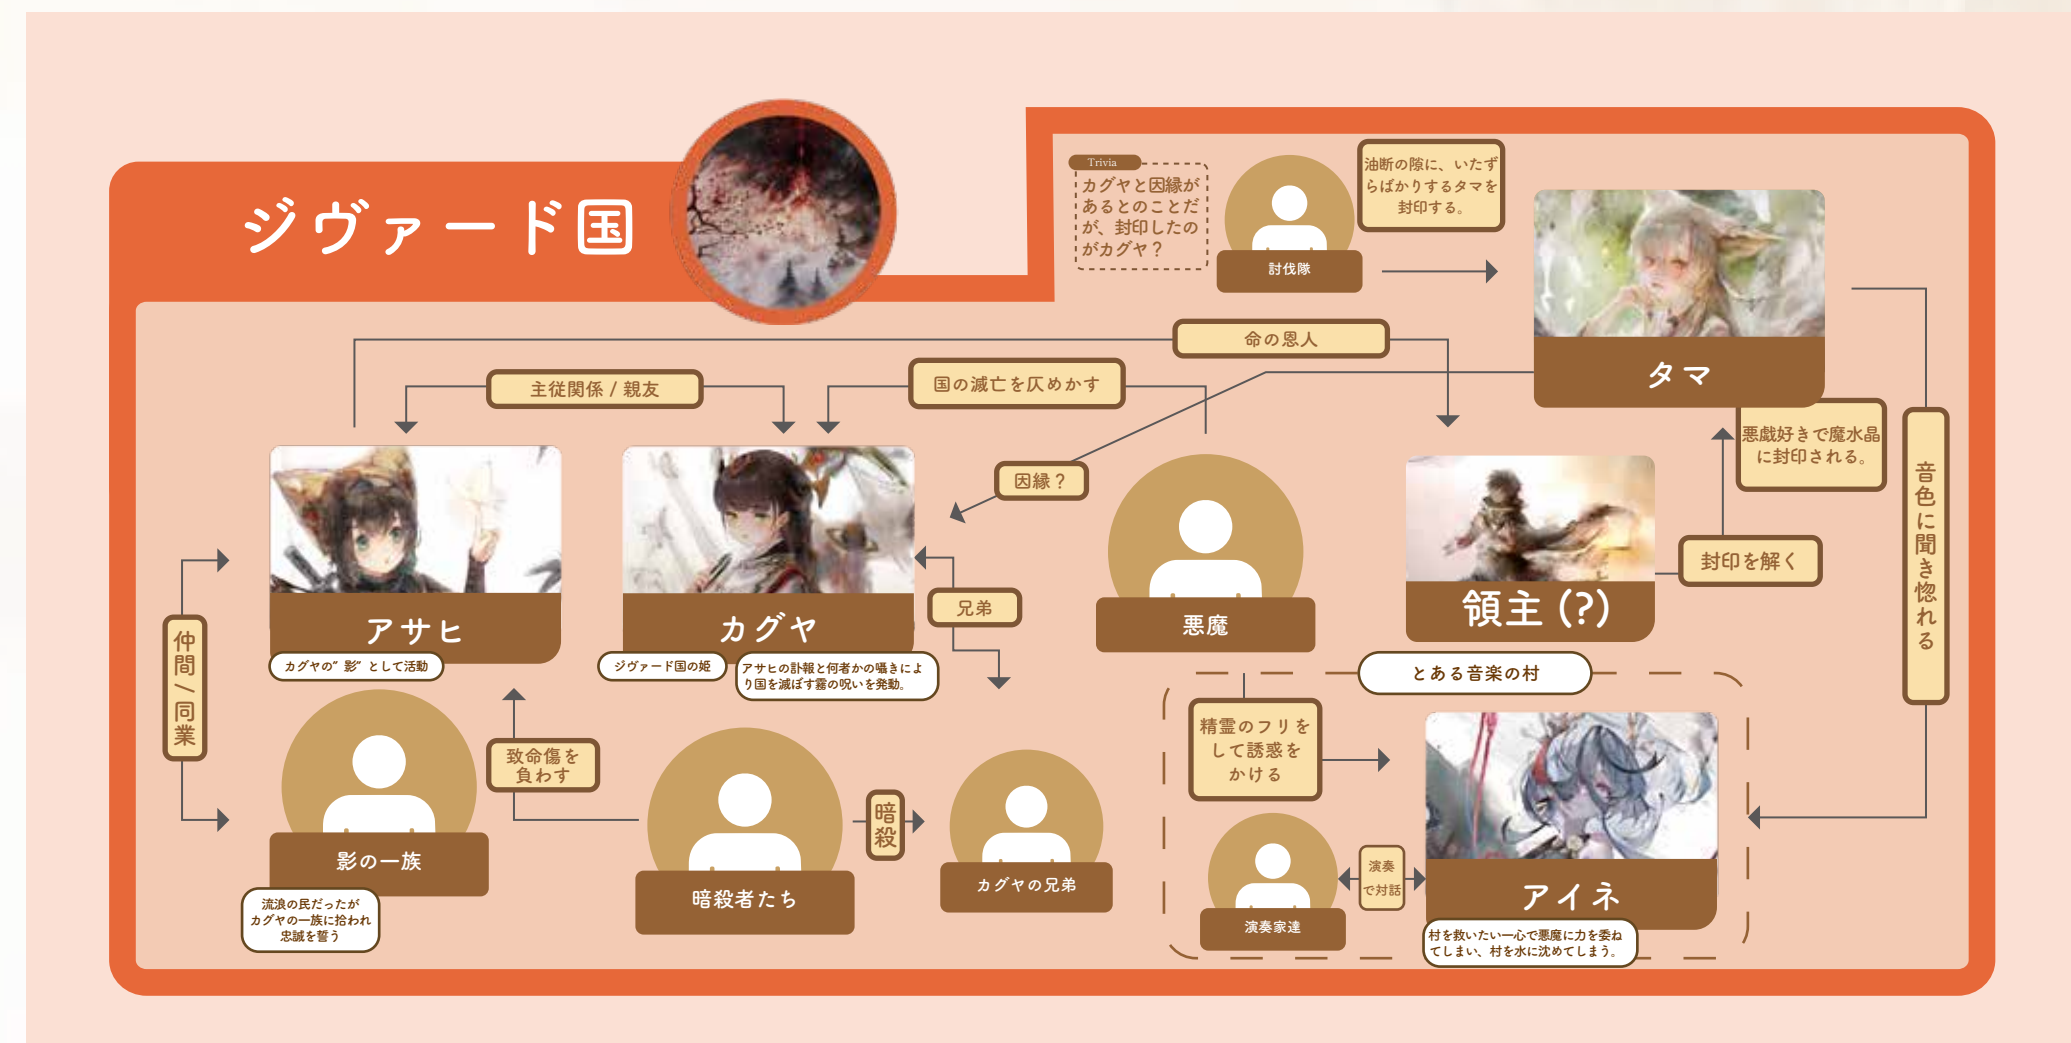 ジヴァード国
Trivia
カグヤと因縁が
あるとのことだ
が、封印したの
がカグヤ？
討伐隊
油断の隙に、いたず
らばかりするタマを
封印する。
タマ
命の恩人
主従関係 / 親友
国の滅亡を仄めかす
悪戯好きで魔水晶
に封印される。
因縁？
音色に聞き惚れる
封印を解く
アサヒ
カグヤの”影”として活動
カグヤ
ジヴァード国の姫
アサヒの訃報と何者かの囁きによ
り国を滅ぼす霧の呪いを発動。
兄弟
悪魔
領主 (?)
仲間/同業
とある音楽の村
致命傷を
負わす
精霊のフリを
して誘惑を
かける
暗殺
影の一族
流浪の民だったが
カグヤの一族に拾われ
忠誠を誓う
暗殺者たち
カグヤの兄弟
演奏
で対話
演奏家達
アイネ
村を救いたい一心で悪魔に力を委ね
てしまい、村を水に沈めてしまう。